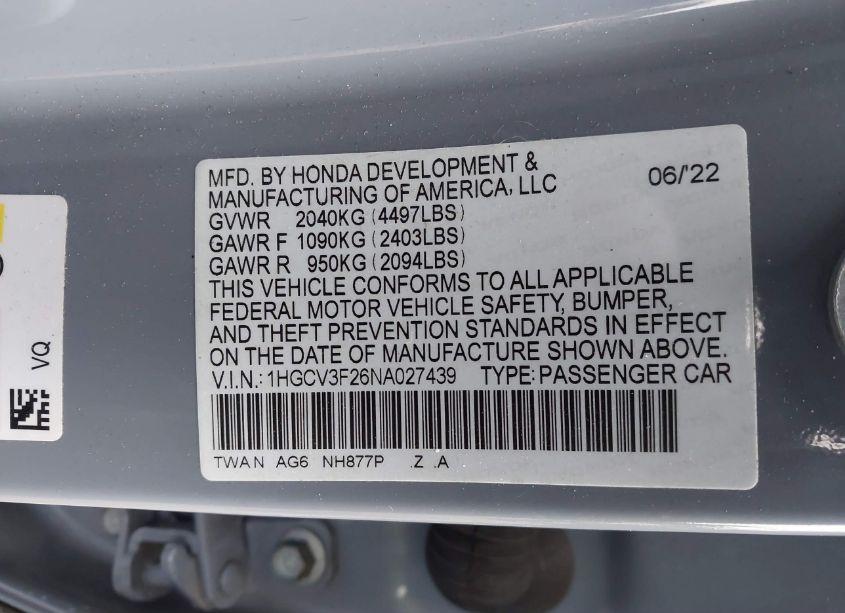 MFD. BY HONDA DEVELOPMENT &
MANUFACTURING OF AMERICA, LLC 06/'22
GVWR 2040KG (4497LBS)
GAWR F 1090KG (2403LBS)
GAWR R 950KG (2094LBS)
THIS VEHICLE CONFORMS TO ALL APPLICABLE
FEDERAL MOTOR VEHICLE SAFETY, BUMPER,
AND THEFT PREVENTION STANDARDS IN EFFECT
ON THE DATE OF MANUFACTURE SHOWN ABOVE.
V.I.N.: 1HGCV3F26NA027439 TYPE: PASSENGER CAR
TWAN AG6 NH877P .Z .A
VQ